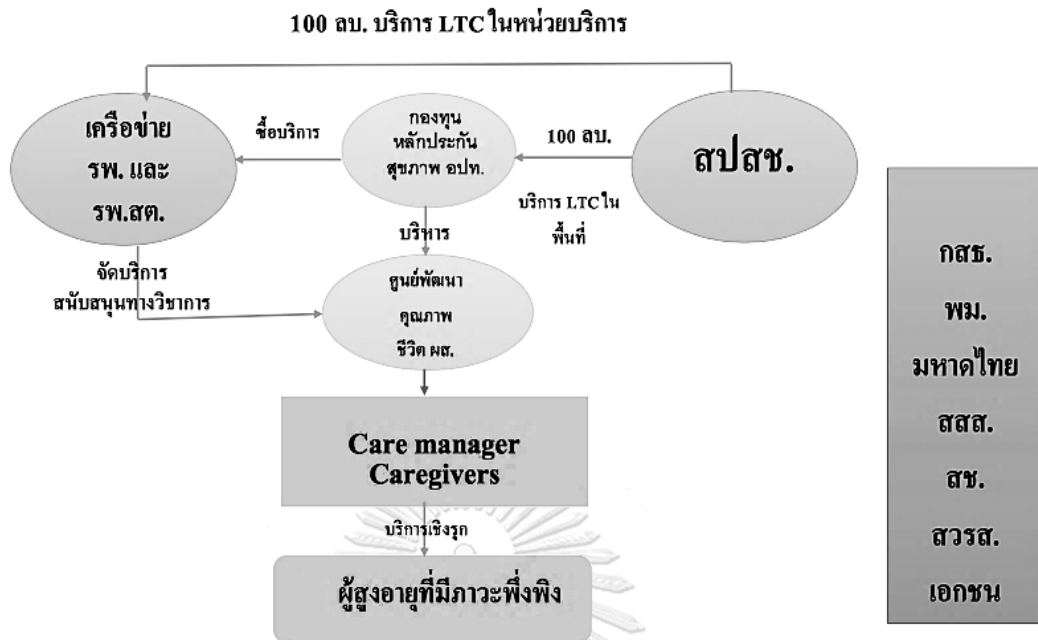 100 ลบ. บริการ LTC ในหน่วยบริการ
เครือข่าย
รพ. และ
รพ.สต.
ซื้อบริการ
กองทุน
หลักประกัน
สุขภาพ อปท.
100 ลบ.
บริการ LTC ใน
พื้นที่
สปสช.
บริหาร
จัดบริการ
สนับสนุนทางวิชาการ
ศูนย์พัฒนา
คุณภาพ
ชีวิต ผส.
Care manager
Caregivers
บริการเชิงรุก
ผู้สูงอายุที่มีภาวะพึ่งพิง
กสธ.
พม.
มหาดไทย
สสส.
สช.
สวรส.
เอกชน